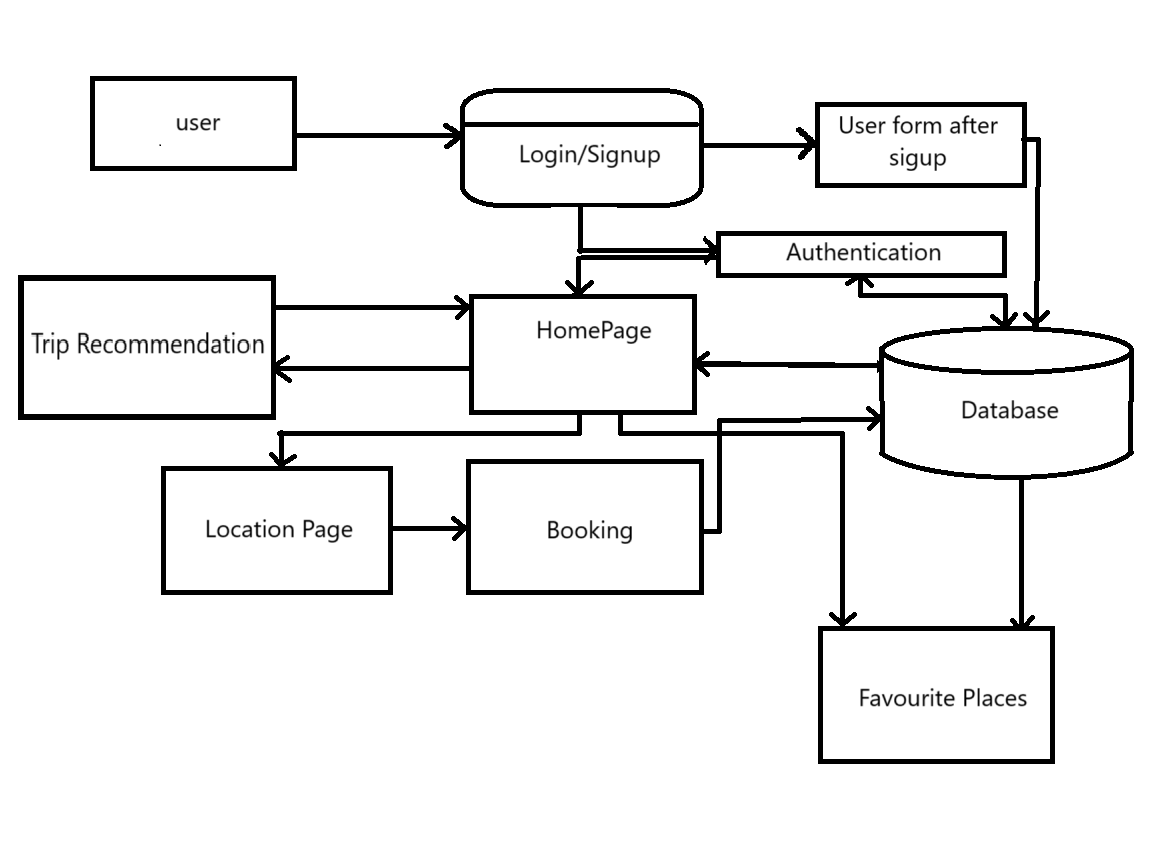 user
Login/Signup
User form after
sigup
Authentication
Trip Recommendation
HomePage
Database
Location Page
Booking
Favourite Places